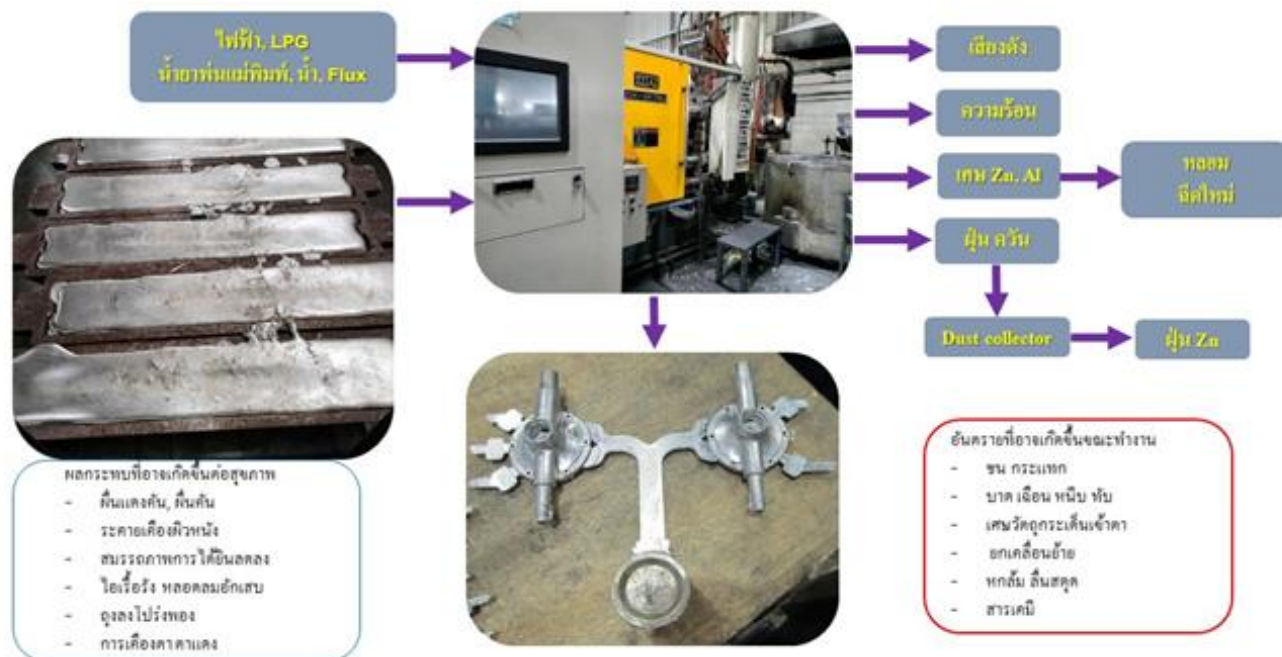 ไฟฟ้า, LPG
น้ำยาพ่นแม่พิมพ์, น้ำ, Flux
เสียงดัง
ความร้อน
เศษ Zn, Al
หลอม
ฉีดใหม่
ฝุ่น ควัน
Dust collector
ฝุ่น Zn
ผลกระทบที่อาจเกิดขึ้นต่อสุขภาพ
- ผื่นแดงคัน, ผื่นคัน
- ระคายเคืองผิวหนัง
- สมรรถภาพการได้ยินลดลง
- ไอเรื้อรัง หลอดลมอักเสบ
- ถุงลมโป่งพอง
- การเคืองตา ตาแดง
อันตรายที่อาจเกิดขึ้นขณะทำงาน
- ชน กระแทก
- บาด เฉือน หนีบ ทับ
- เศษวัตถุกระเด็นเข้าตา
- ยกเคลื่อนย้าย
- หกล้ม ลื่นสะดุด
- สารเคมี